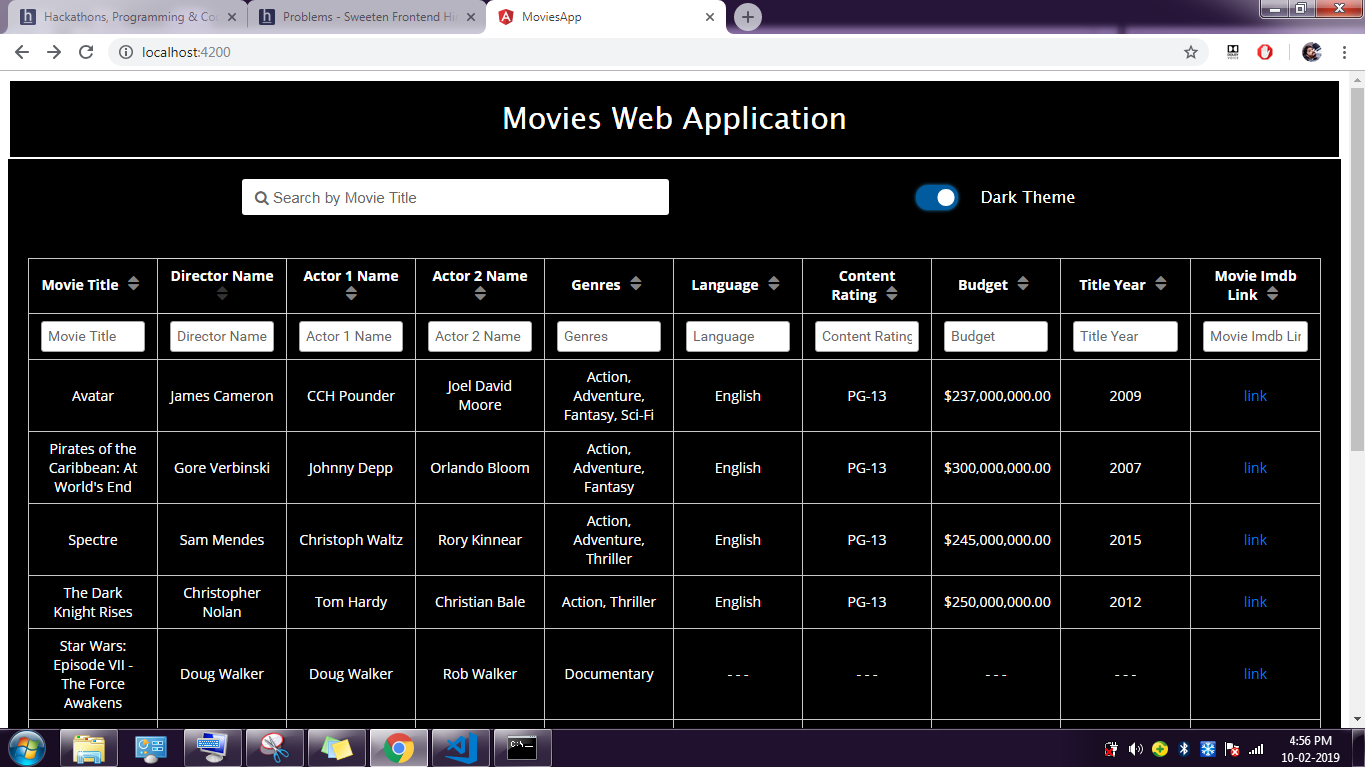 Hackathons, Programming & Co
Problems - Sweeten Frontend Hi
MoviesApp
localhost:4200
Movies Web Application
Search by Movie Title
Dark Theme
Movie Title
Director Name
Actor 1 Name
Actor 2 Name
Genres
Language
Content
Rating
Budget
Title Year
Movie Imdb
Link
Movie Title
Director Name
Actor 1 Name
Actor 2 Name
Genres
Language
Content Rating
Budget
Title Year
Movie Imdb Lin
Avatar
James Cameron
CCH Pounder
Joel David
Moore
Action,
Adventure,
Fantasy, Sci-Fi
English
PG-13
$237,000,000.00
2009
link
Pirates of the
Caribbean: At
World's End
Gore Verbinski
Johnny Depp
Orlando Bloom
Action,
Adventure,
Fantasy
English
PG-13
$300,000,000.00
2007
link
Spectre
Sam Mendes
Christoph Waltz
Rory Kinnear
Action,
Adventure,
Thriller
English
PG-13
$245,000,000.00
2015
link
The Dark
Knight Rises
Christopher
Nolan
Tom Hardy
Christian Bale
Action, Thriller
English
PG-13
$250,000,000.00
2012
link
Star Wars:
Episode VII -
The Force
Awakens
Doug Walker
Doug Walker
Rob Walker
Documentary
- - -
- - -
- - -
- - -
link
4:56 PM
10-02-2019